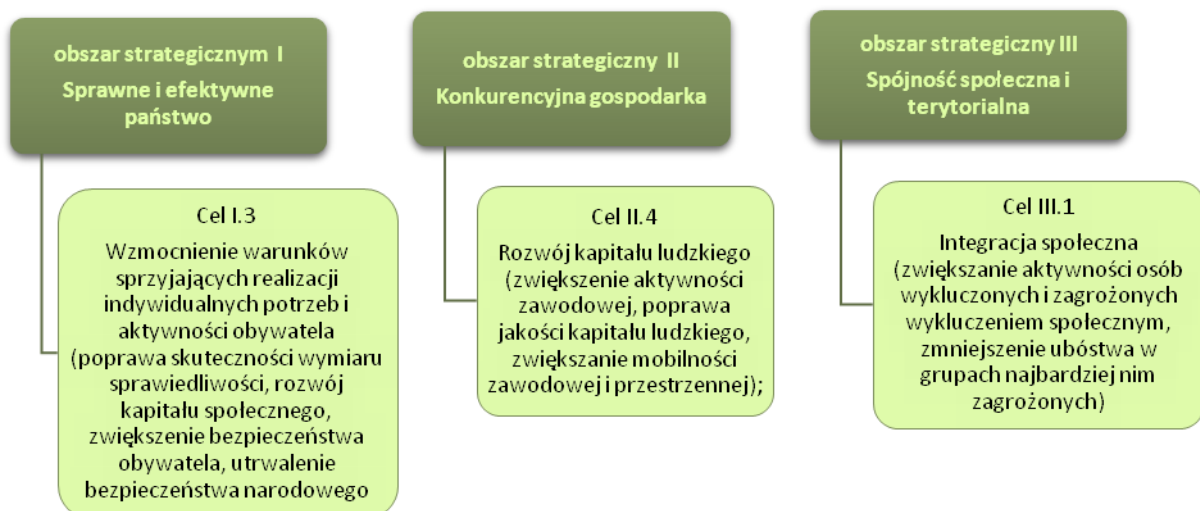 obszar strategicznym I
Sprawne i efektywne
państwo
Cel I.3
Wzmocnienie warunków
sprzyjających realizacji
indywidualnych potrzeb i
aktywności obywatela
(poprawa skuteczności wymiaru
sprawiedliwości, rozwój
kapitału społecznego,
zwiększenie bezpieczeństwa
obywatela, utrwalenie
bezpieczeństwa narodowego
obszar strategiczny II
Konkurencyjna gospodarka
Cel II.4
Rozwój kapitału ludzkiego
(zwiększenie aktywności
zawodowej, poprawa
jakości kapitału ludzkiego,
zwiększanie mobilności
zawodowej i przestrzennej);
obszar strategiczny III
Spójność społeczna i
terytorialna
Cel III.1
Integracja społeczna
(zwiększanie aktywności osób
wykluczonych i zagrożonych
wykluczeniem społecznym,
zmniejszenie ubóstwa w
grupach najbardziej nim
zagrożonych)